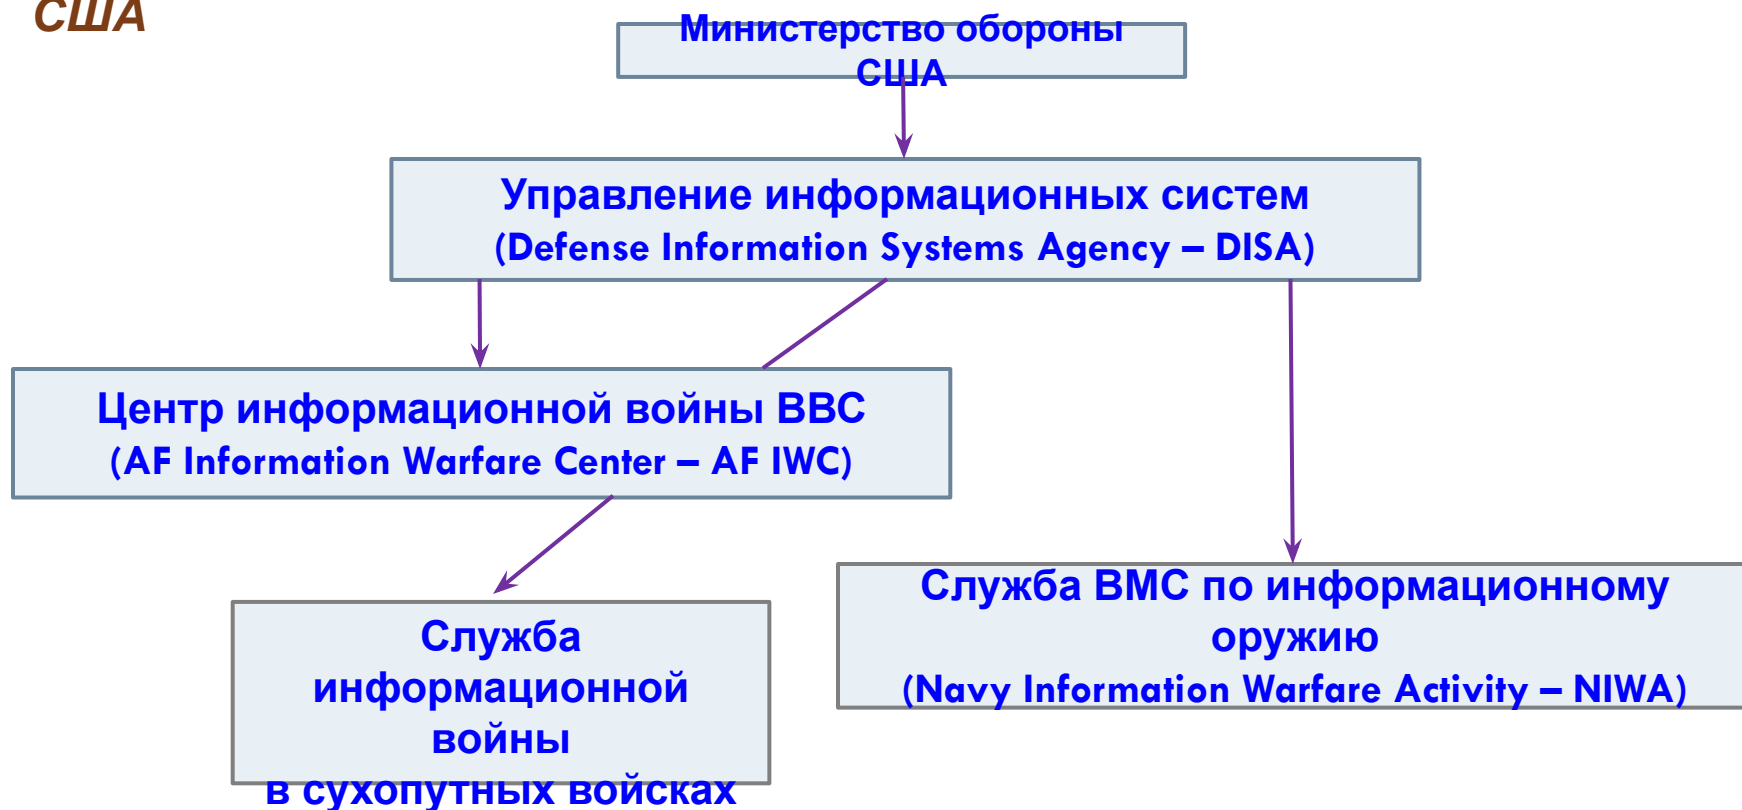 США
Министерство обороны
США
Управление информационных систем
(Defense Information Systems Agency – DISA)
Центр информационной войны ВВС
(AF Information Warfare Center – AF IWC)
Служба
информационной
войны
в сухопутных войсках
Служба ВМС по информационному
оружию
(Navy Information Warfare Activity – NIWA)